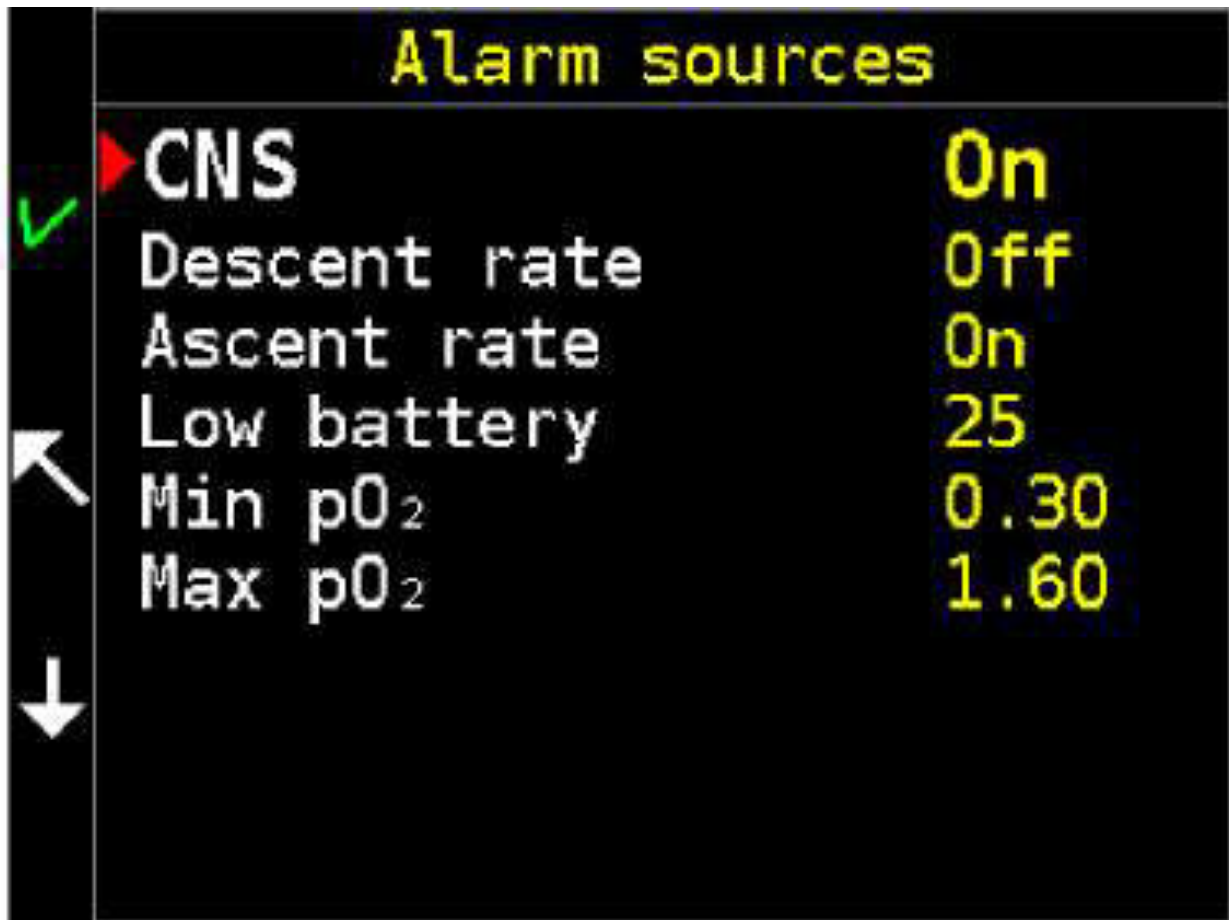 Alarm sources
CNS On
Descent rate Off
Ascent rate On
Low battery 25
Min pO₂ 0.30
Max pO₂ 1.60